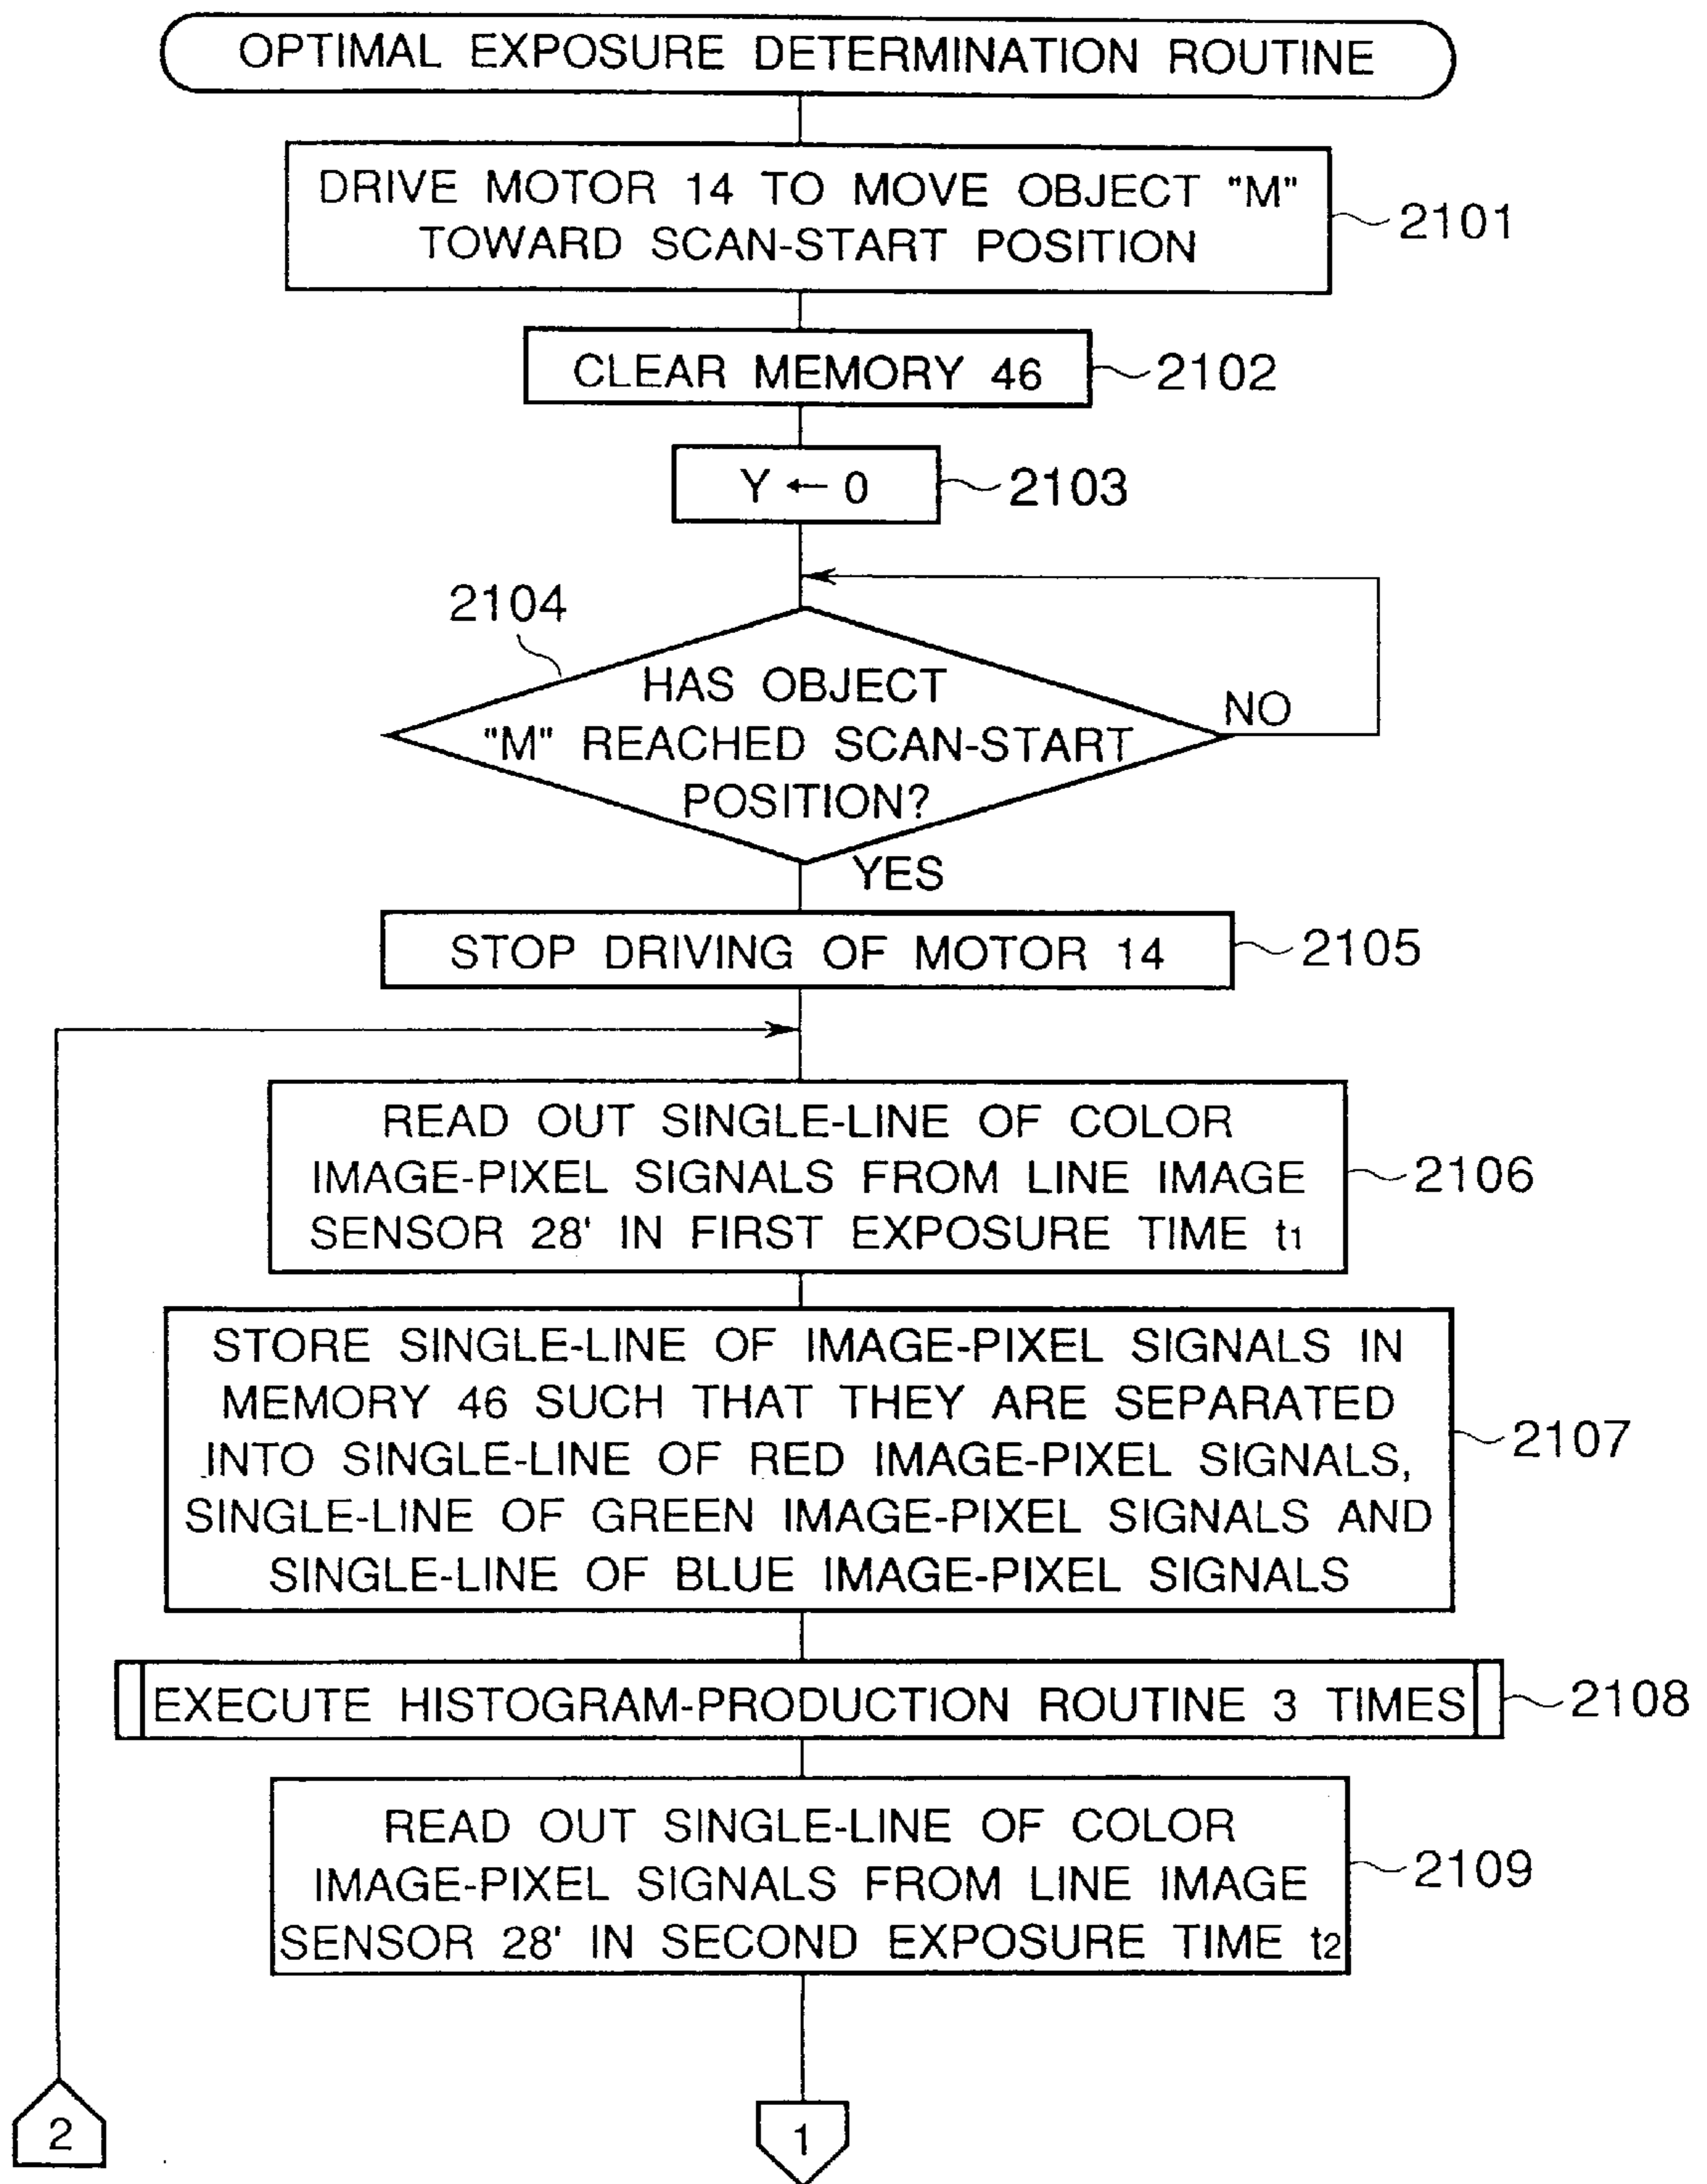 OPTIMAL EXPOSURE DETERMINATION ROUTINE
DRIVE MOTOR 14 TO MOVE OBJECT "M"
TOWARD SCAN-START POSITION
2101
CLEAR MEMORY 46
2102
Y ← 0
2103
2104
HAS OBJECT
"M" REACHED SCAN-START
POSITION?
NO
YES
STOP DRIVING OF MOTOR 14
2105
READ OUT SINGLE-LINE OF COLOR
IMAGE-PIXEL SIGNALS FROM LINE IMAGE
SENSOR 28' IN FIRST EXPOSURE TIME t1
2106
STORE SINGLE-LINE OF IMAGE-PIXEL SIGNALS IN
MEMORY 46 SUCH THAT THEY ARE SEPARATED
INTO SINGLE-LINE OF RED IMAGE-PIXEL SIGNALS,
SINGLE-LINE OF GREEN IMAGE-PIXEL SIGNALS AND
SINGLE-LINE OF BLUE IMAGE-PIXEL SIGNALS
2107
EXECUTE HISTOGRAM-PRODUCTION ROUTINE 3 TIMES
2108
READ OUT SINGLE-LINE OF COLOR
IMAGE-PIXEL SIGNALS FROM LINE IMAGE
SENSOR 28' IN SECOND EXPOSURE TIME t2
2109
2
1